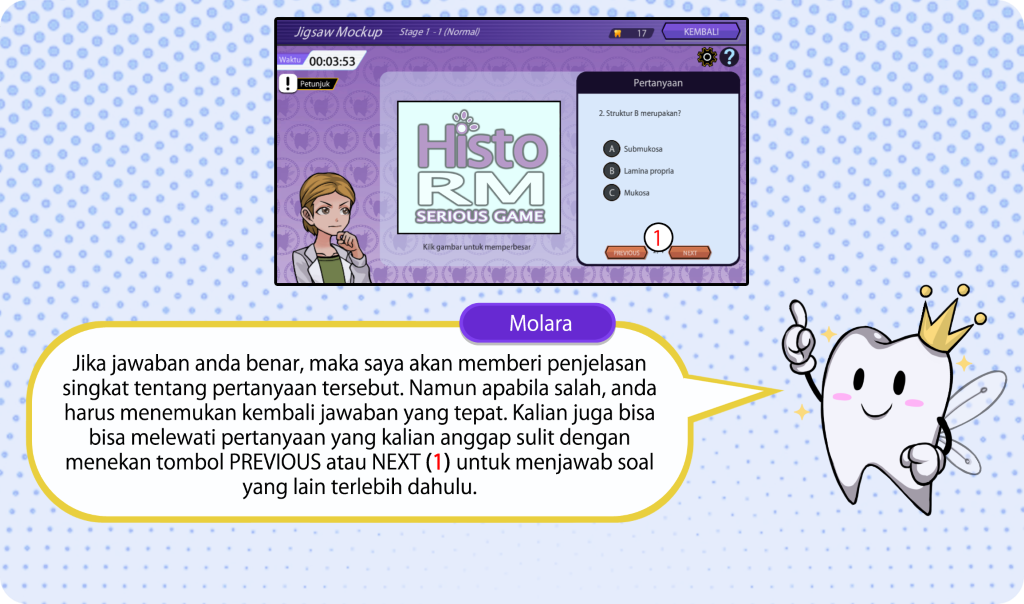 Jigsaw Mockup
Stage 1 - 1 (Normal)
17
KEMBALI
Waktu
00:03:53
?
!
Petunjuk
Pertanyaan
2. Struktur B merupakan?
A Submukosa
B Lamina propria
C Mukosa
Histo
RM
SERIOUS GAME
Klik gambar untuk memperbesar
PREVIOUS
1
NEXT
Molara
Jika jawaban anda benar, maka saya akan memberi penjelasan
singkat tentang pertanyaan tersebut. Namun apabila salah, anda
harus menemukan kembali jawaban yang tepat. Kalian juga bisa
bisa melewati pertanyaan yang kalian anggap sulit dengan
menekan tombol PREVIOUS atau NEXT (1) untuk menjawab soal
yang lain terlebih dahulu.